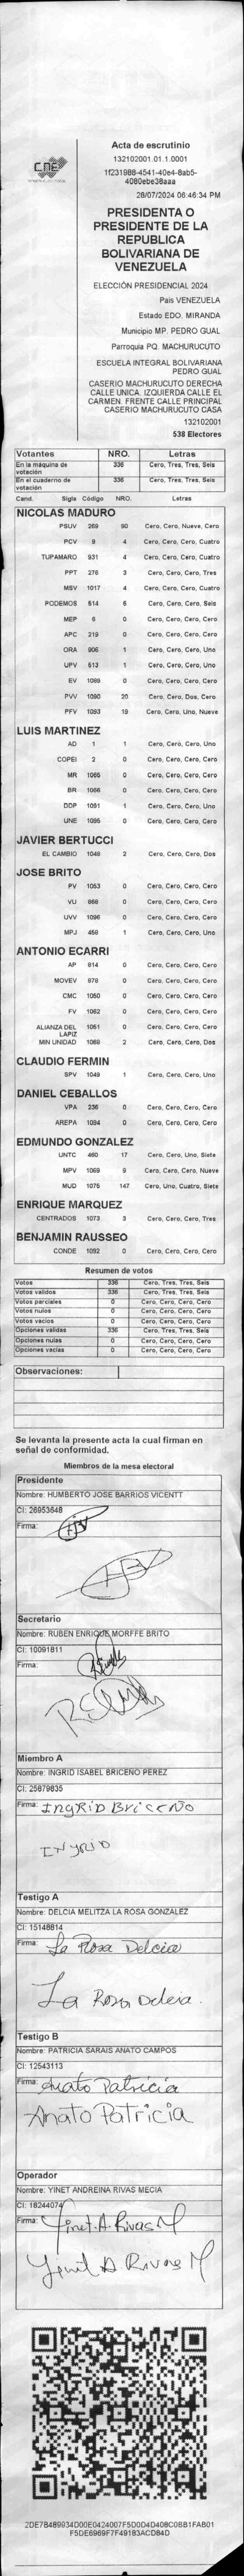 CNE
Acta de escrutinio
132102001.01.1.0001
1f231988-4541-40e4-8ab5-
4080ebe38aaa
28/07/2024 06:46:34 PM
PRESIDENTA O
PRESIDENTE DE LA
REPUBLICA
BOLIVARIANA DE
VENEZUELA
ELECCIÓN PRESIDENCIAL 2024
Pais VENEZUELA
Estado EDO. MIRANDA
Municipio MP. PEDRO GUAL
Parroquia PQ. MACHURUCUTO
ESCUELA INTEGRAL BOLIVARIANA
PEDRO GUAL
CASERIO MACHURUCUTO DERECHA
CALLE UNICA. IZQUIERDA CALLE EL
CARMEN. FRENTE CALLE PRINCIPAL
CASERIO MACHURUCUTO CASA
132102001
538 Electores
Votantes NRO. Letras
En la máquina de votación 336 Cero, Tres, Tres, Seis
En el cuaderno de votación 336 Cero, Tres, Tres, Seis
Cand. Sigla Código NRO. Letras
NICOLAS MADURO
PSUV 269 90 Cero, Cero, Nueve, Cero
PCV 9 4 Cero, Cero, Cero, Cuatro
TUPAMARO 931 4 Cero, Cero, Cero, Cuatro
PPT 276 3 Cero, Cero, Cero, Tres
MSV 1017 4 Cero, Cero, Cero, Cuatro
PODEMOS 514 6 Cero, Cero, Cero, Seis
MEP 6 0 Cero, Cero, Cero, Cero
APC 219 0 Cero, Cero, Cero, Cero
ORA 906 1 Cero, Cero, Cero, Uno
UPV 513 1 Cero, Cero, Cero, Uno
EV 1089 0 Cero, Cero, Cero, Cero
PVV 1090 20 Cero, Cero, Dos, Cero
PFV 1093 19 Cero, Cero, Uno, Nueve
LUIS MARTINEZ
AD 1 1 Cero, Cero, Cero, Uno
COPEI 2 0 Cero, Cero, Cero, Cero
MR 1065 0 Cero, Cero, Cero, Cero
BR 1066 0 Cero, Cero, Cero, Cero
DDP 1091 1 Cero, Cero, Cero, Uno
UNE 1095 0 Cero, Cero, Cero, Cero
JAVIER BERTUCCI
EL CAMBIO 1048 2 Cero, Cero, Cero, Dos
JOSE BRITO
PV 1053 0 Cero, Cero, Cero, Cero
VU 868 0 Cero, Cero, Cero, Cero
UVV 1096 0 Cero, Cero, Cero, Cero
MPJ 458 1 Cero, Cero, Cero, Uno
ANTONIO ECARRI
AP 814 0 Cero, Cero, Cero, Cero
MOVEV 978 0 Cero, Cero, Cero, Cero
CMC 1050 0 Cero, Cero, Cero, Cero
FV 1082 0 Cero, Cero, Cero, Cero
ALIANZA DEL LAPIZ 1051 0 Cero, Cero, Cero, Cero
MIN UNIDAD 1068 2 Cero, Cero, Cero, Dos
CLAUDIO FERMIN
SPV 1049 1 Cero, Cero, Cero, Uno
DANIEL CEBALLOS
VPA 236 0 Cero, Cero, Cero, Cero
AREPA 1094 0 Cero, Cero, Cero, Cero
EDMUNDO GONZALEZ
UNTC 460 17 Cero, Cero, Uno, Siete
MPV 1069 9 Cero, Cero, Cero, Nueve
MUD 1075 147 Cero, Uno, Cuatro, Siete
ENRIQUE MARQUEZ
CENTRADOS 1073 3 Cero, Cero, Cero, Tres
BENJAMIN RAUSSEO
CONDE 1092 0 Cero, Cero, Cero, Cero
Resumen de votos
Votos 336 Cero, Tres, Tres, Seis
Votos validos 336 Cero, Tres, Tres, Seis
Votos parciales 0 Cero, Cero, Cero, Cero
Votos nulos 0 Cero, Cero, Cero, Cero
Votos vacios 0 Cero, Cero, Cero, Cero
Opciones validas 336 Cero, Tres, Tres, Seis
Opciones nulas 0 Cero, Cero, Cero, Cero
Opciones vacias 0 Cero, Cero, Cero, Cero
Observaciones:
Se levanta la presente acta la cual firman en
señal de conformidad.
Miembros de la mesa electoral
Presidente
Nombre: HUMBERTO JOSE BARRIOS VICENTT
CI: 26953648
Firma:
Secretario
Nombre: RUBEN ENRIQUE MORFFE BRITO
CI: 10091811
Firma:
Miembro A
Nombre: INGRID ISABEL BRICENO PEREZ
CI: 25879835
Firma: INgRID BRICEÑO
INgRID
Testigo A
Nombre: DELCIA MELITZA LA ROSA GONZALEZ
CI: 15148814
Firma: La Rosa Delcia
La Rosa Delcia.
Testigo B
Nombre: PATRICIA SARAIS ANATO CAMPOS
CI: 12543113
Firma: Anato Patricia
Anato Patricia
Operador
Nombre: YINET ANDREINA RIVAS MECIA
CI: 18244074
Firma: Yinet.A.Rivas M
Yinet A Rivas M
2DE7B489934D00E0424007F5D0D4D408C0BB1FAB01
F5DE6969F7F49183ACD84D